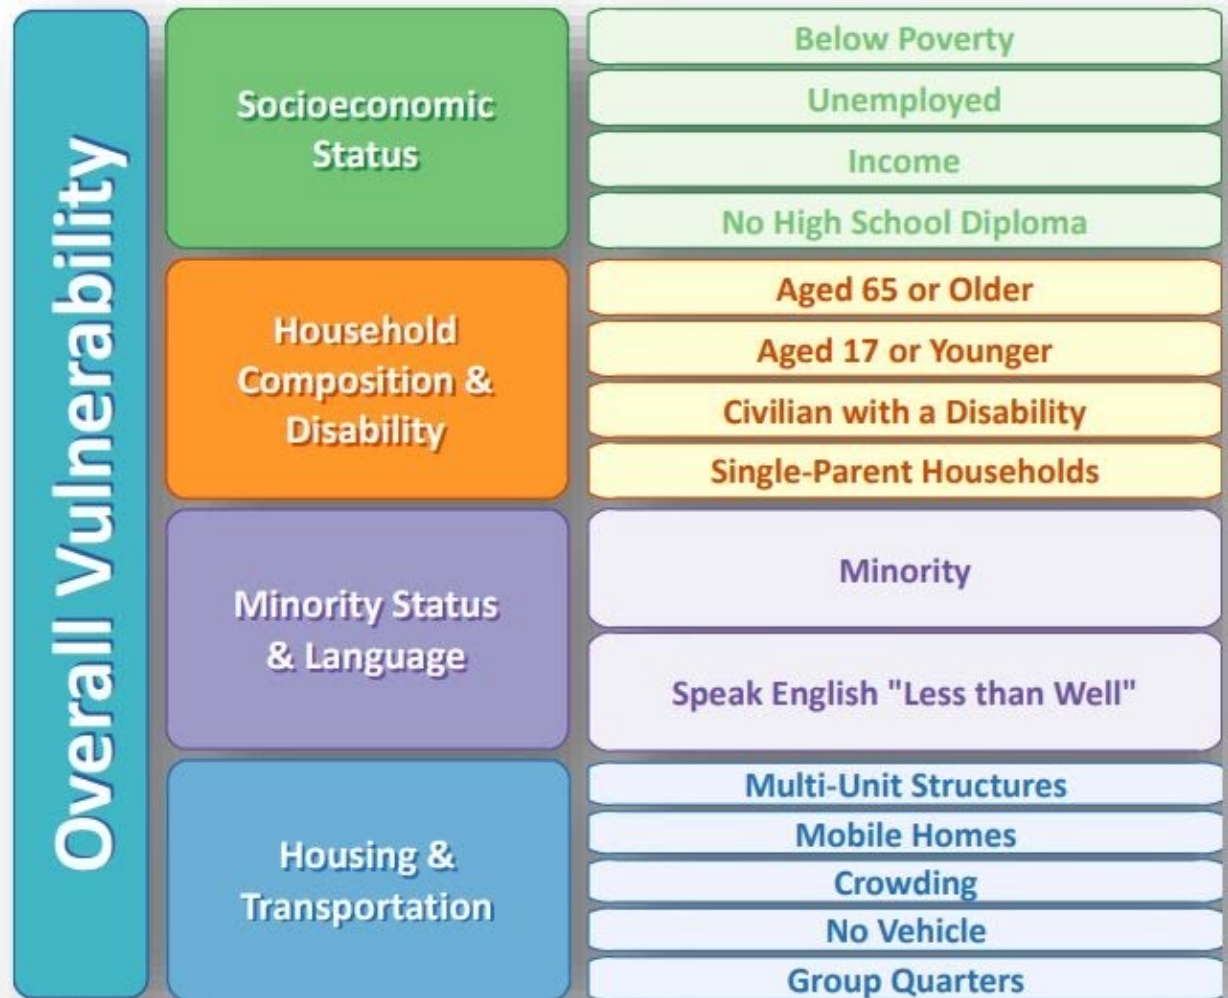 Overall Vulnerability
Socioeconomic
Status
Below Poverty
Unemployed
Income
No High School Diploma
Household
Composition &
Disability
Aged 65 or Older
Aged 17 or Younger
Civilian with a Disability
Single-Parent Households
Minority Status
& Language
Minority
Speak English "Less than Well"
Housing &
Transportation
Multi-Unit Structures
Mobile Homes
Crowding
No Vehicle
Group Quarters